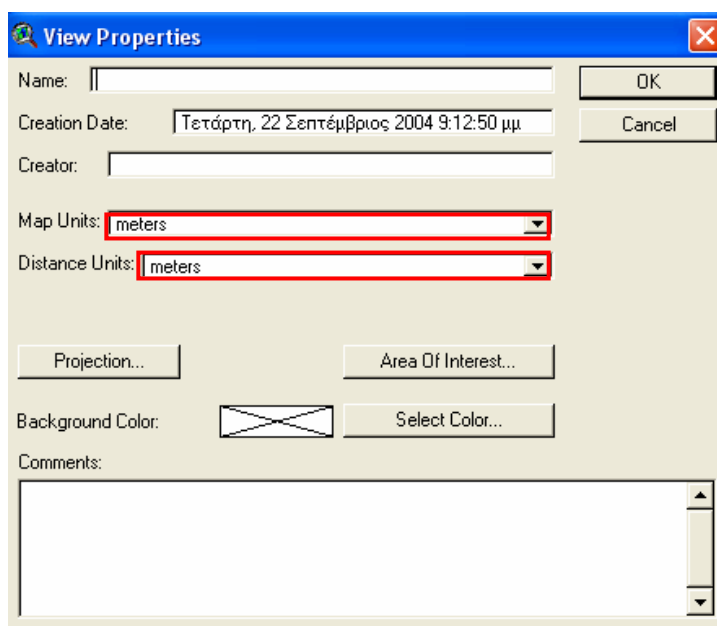 View Properties
Name:
OK
Creation Date: Τετάρτη, 22 Σεπτέμβριος 2004 9:12:50 μμ
Cancel
Creator:
Map Units: meters
Distance Units: meters
Projection...
Area Of Interest...
Background Color:
Select Color...
Comments: